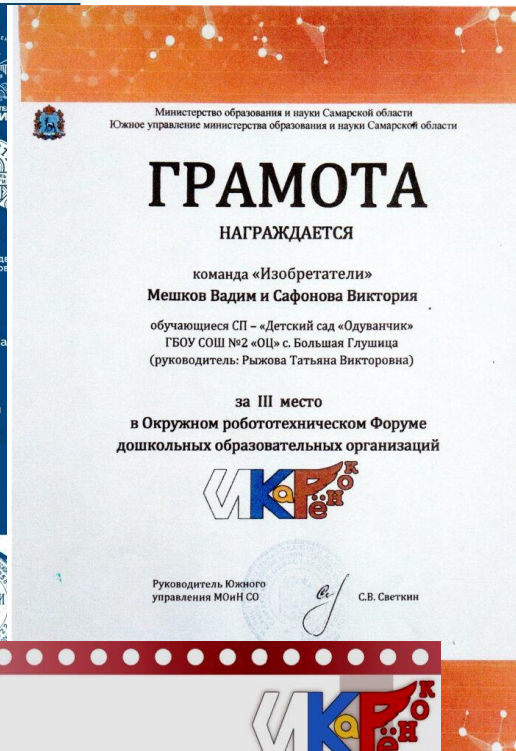 Министерство образования и науки Самарской области
Южное управление министерства образования и науки Самарской области
ГРАМОТА
НАГРАЖДАЕТСЯ
команда «Изобретатели»
Мешков Вадим и Сафонова Виктория
обучающиеся СП – «Детский сад «Одуванчик»
ГБОУ СОШ №2 «ОЦ» с. Большая Глушица
(руководитель: Рыжова Татьяна Викторовна)
за III место
в Окружном робототехническом Форуме
дошкольных образовательных организаций
ИКаРёнок
Руководитель Южного
управления МОиН СО
С.В. Светкин
ИКаРёнок